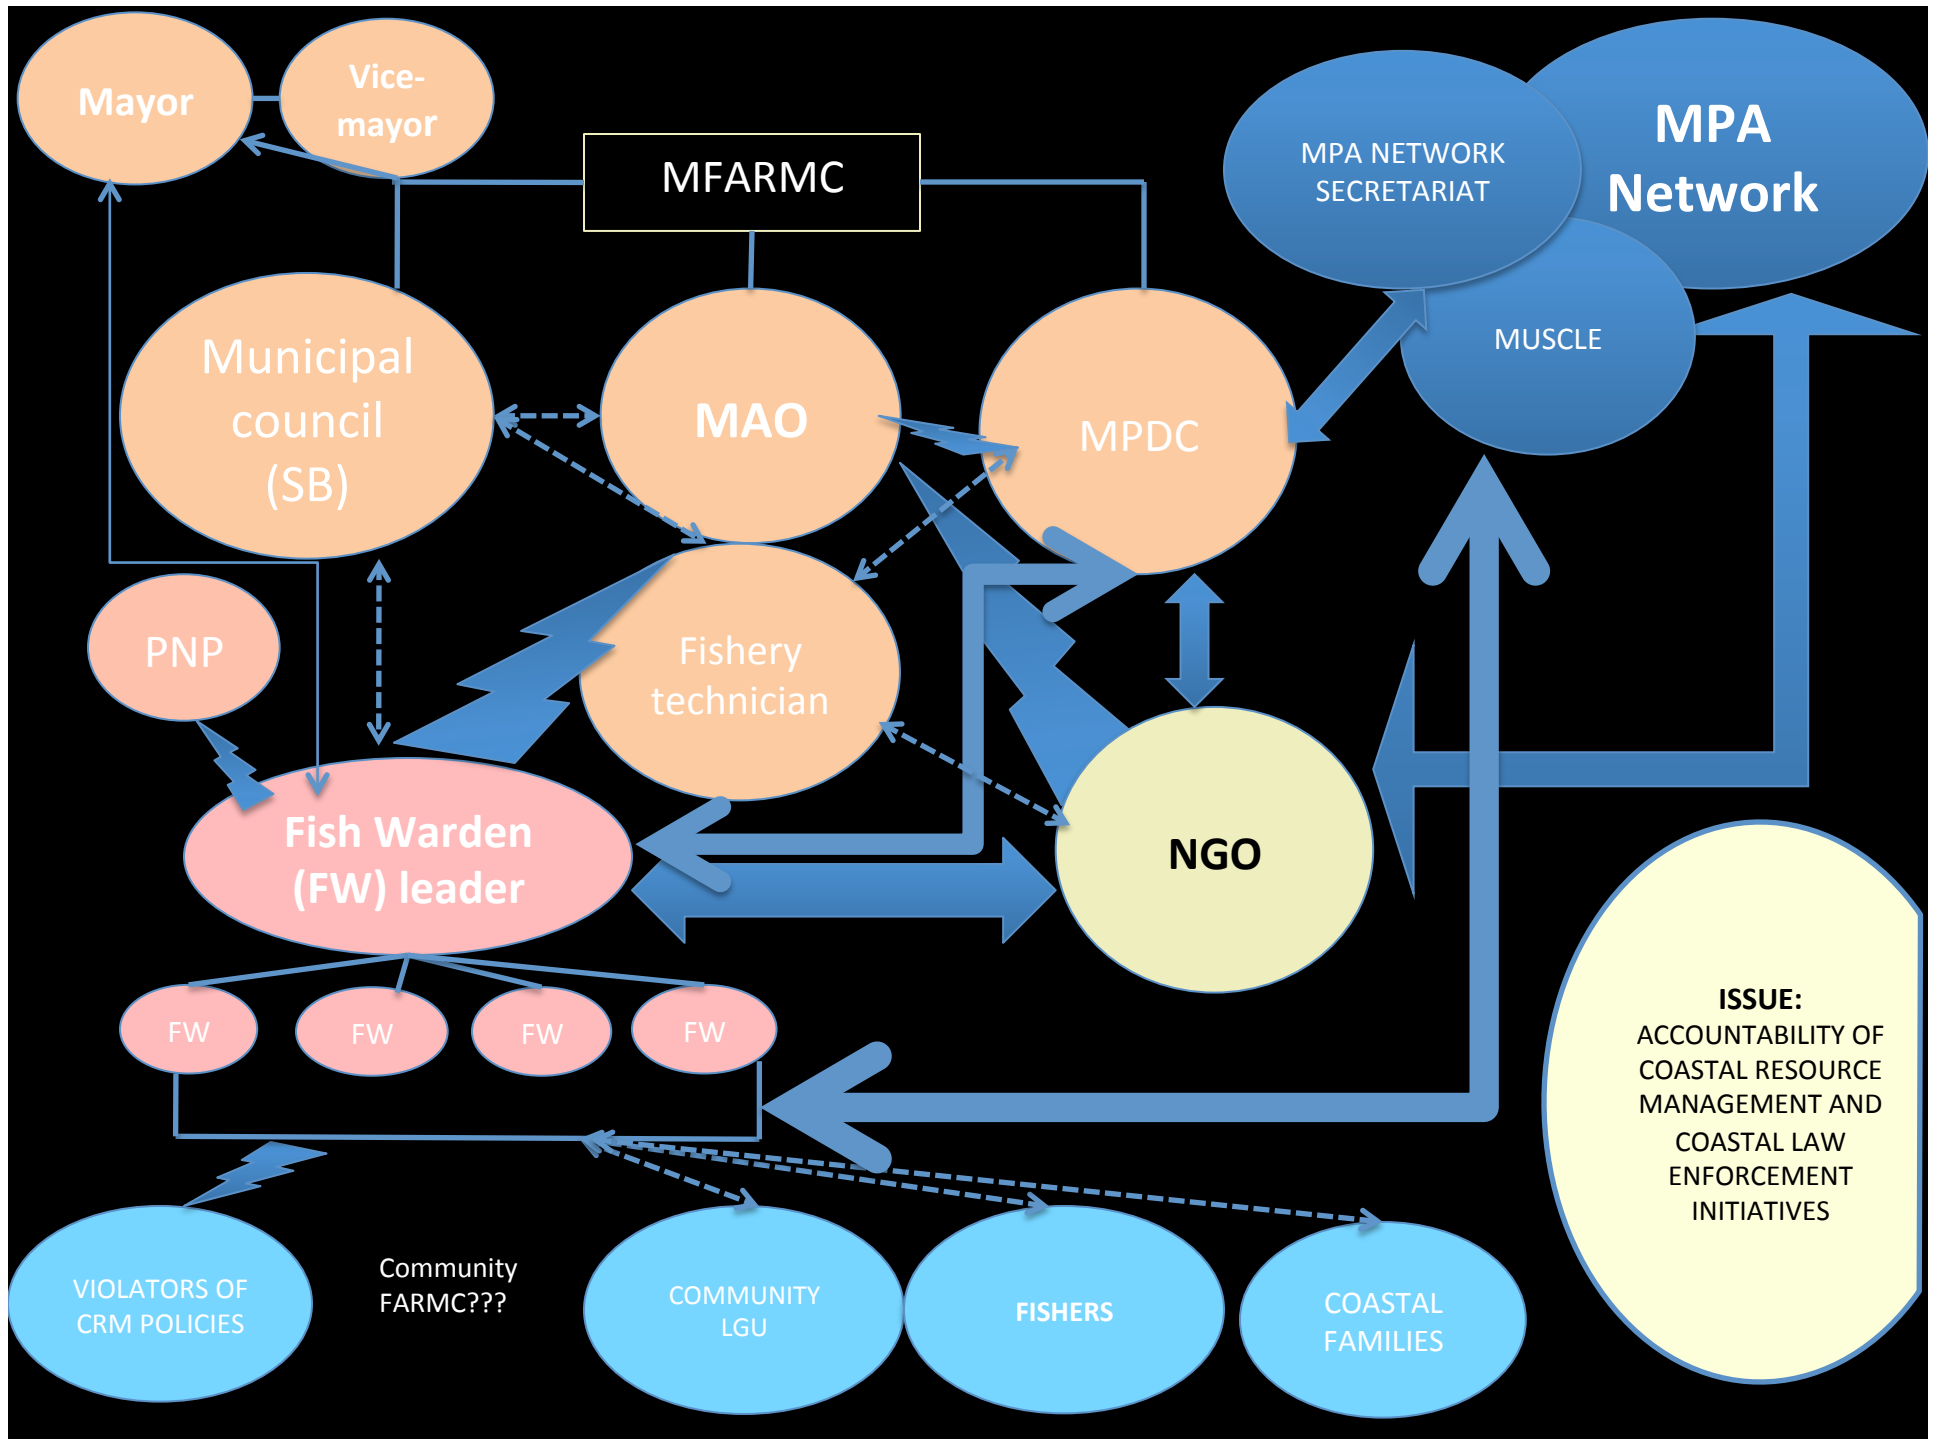 Mayor
Vice-
mayor
MFARMC
MPA NETWORK
SECRETARIAT
MPA
Network
MUSCLE
Municipal
council
(SB)
MAO
MPDC
PNP
Fishery
technician
Fish Warden
(FW) leader
NGO
FW
FW
FW
FW
ISSUE:
ACCOUNTABILITY OF
COASTAL RESOURCE
MANAGEMENT AND
COASTAL LAW
ENFORCEMENT
INITIATIVES
VIOLATORS OF
CRM POLICIES
Community
FARMC???
COMMUNITY
LGU
FISHERS
COASTAL
FAMILIES